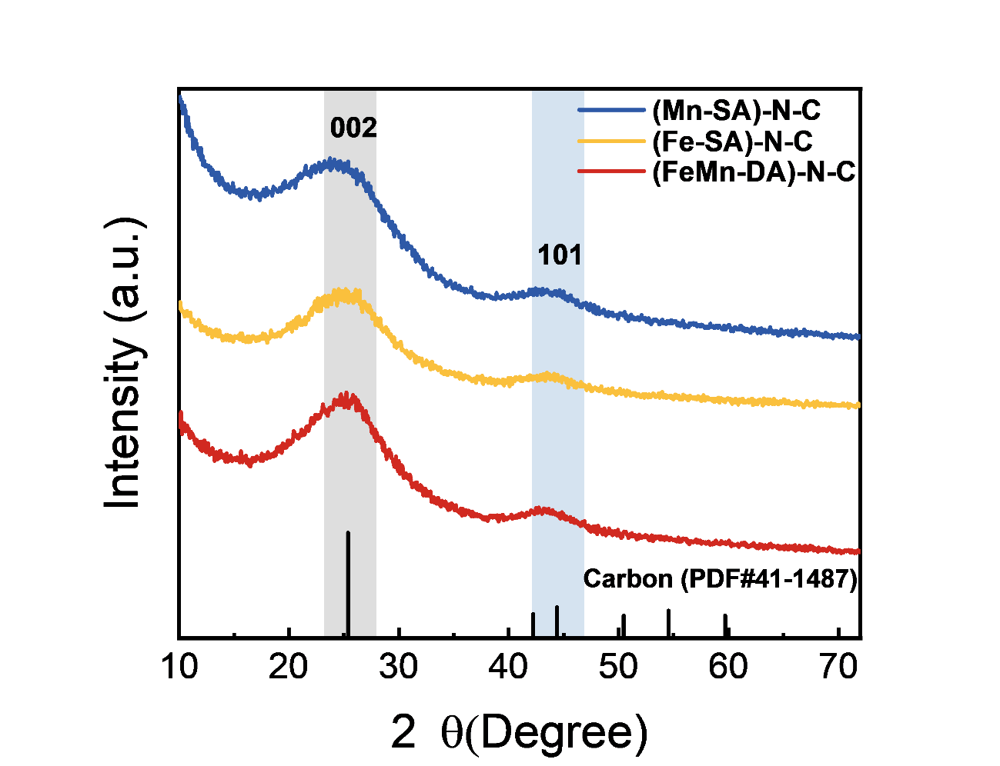 (Mn-SA)-N-C
(Fe-SA)-N-C
(FeMn-DA)-N-C
002
101
Intensity (a.u.)
Carbon (PDF#41-1487)
10 20 30 40 50 60 70
2 θ(Degree)